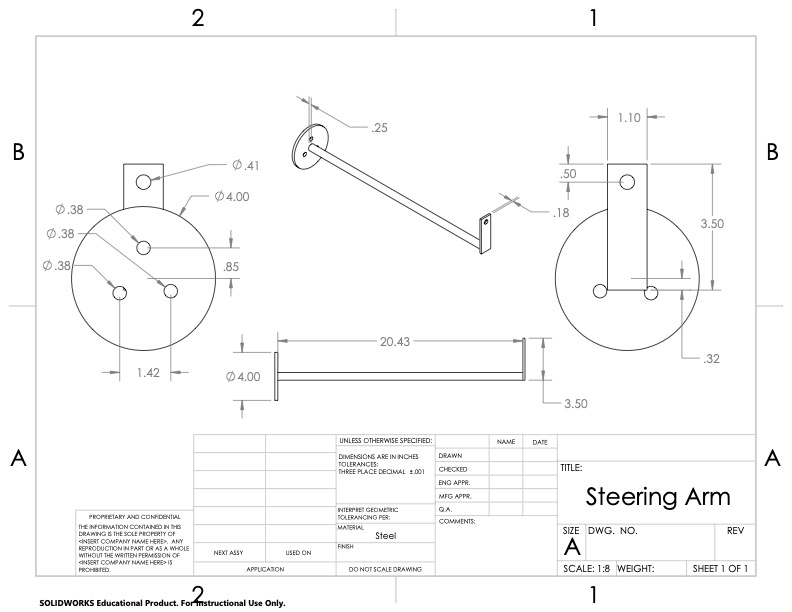 2
1
B
B
A
A
.25
1.10
⌀.41
.50
⌀4.00
.18
⌀.38
3.50
⌀.38
.85
⌀.38
20.43
.32
1.42
⌀4.00
3.50
UNLESS OTHERWISE SPECIFIED:
NAME
DATE
DIMENSIONS ARE IN INCHES
TOLERANCES:
THREE PLACE DECIMAL ±.001
DRAWN
CHECKED
ENG APPR.
MFG APPR.
Q.A.
COMMENTS:
INTERPRET GEOMETRIC
TOLERANCING PER:
MATERIAL
Steel
FINISH
DO NOT SCALE DRAWING
NEXT ASSY
USED ON
APPLICATION
PROPRIETARY AND CONFIDENTIAL
THE INFORMATION CONTAINED IN THIS
DRAWING IS THE SOLE PROPERTY OF
<INSERT COMPANY NAME HERE>. ANY
REPRODUCTION IN PART OR AS A WHOLE
WITHOUT THE WRITTEN PERMISSION OF
<INSERT COMPANY NAME HERE> IS
PROHIBITED.
TITLE:
Steering Arm
SIZE
A
DWG. NO.
REV
SCALE: 1:8
WEIGHT:
SHEET 1 OF 1
2
1
SOLIDWORKS Educational Product. For Instructional Use Only.